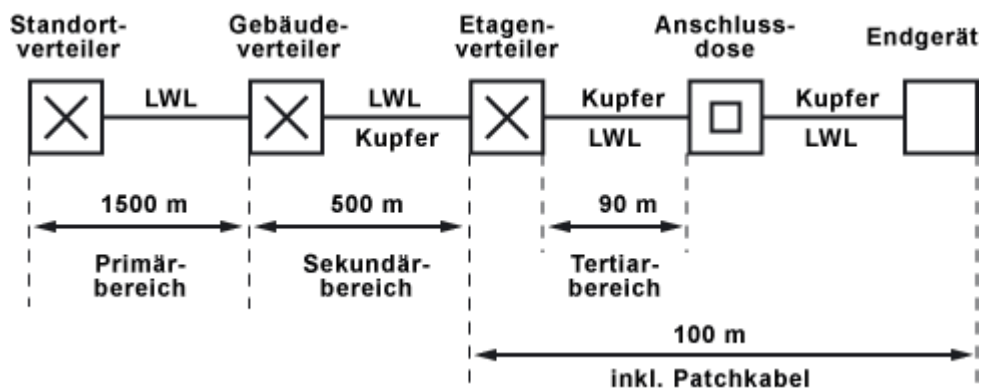 Standort-
verteiler
Gebäude-
verteiler
Etagen-
verteiler
Anschluss-
dose
Endgerät
LWL
LWL
Kupfer
Kupfer
LWL
Kupfer
LWL
1500 m
500 m
90 m
Primär-
bereich
Sekundär-
bereich
Tertiar-
bereich
100 m
inkl. Patchkabel